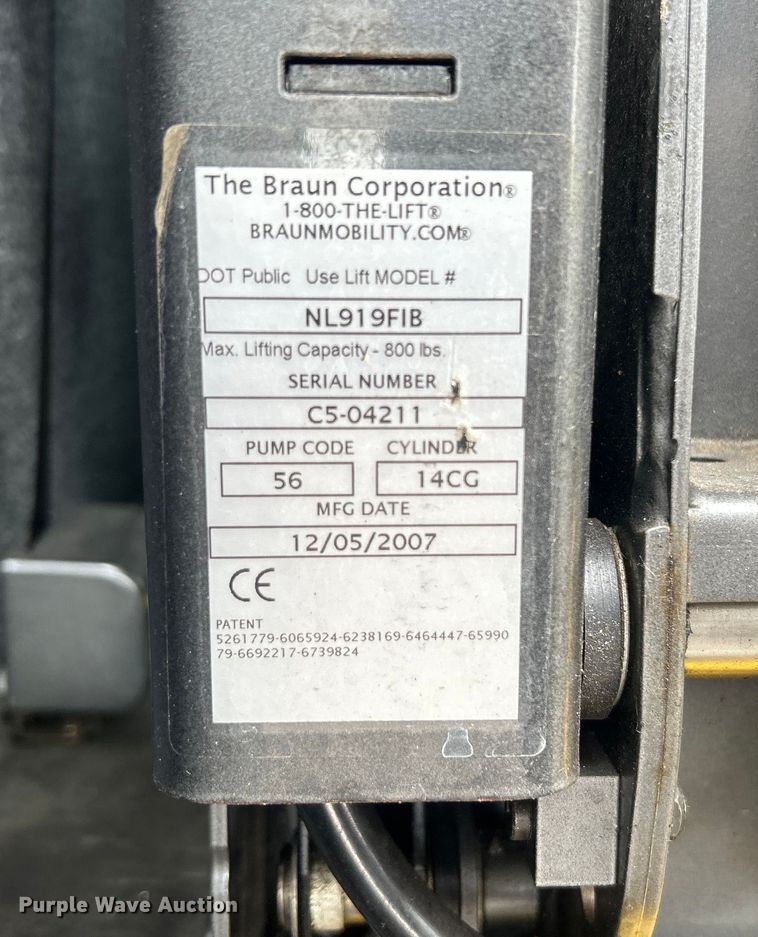 The Braun Corporation®
1-800-THE-LIFT®
BRAUNMOBILITY.COM®
DOT Public Use Lift MODEL #
NL919FIB
Max. Lifting Capacity - 800 lbs.
SERIAL NUMBER
C5-04211
PUMP CODE CYLINDER
56 14CG
MFG DATE
12/05/2007
CE
PATENT
5261779-6065924-6238169-6464447-65990
79-6692217-6739824
Purple Wave Auction